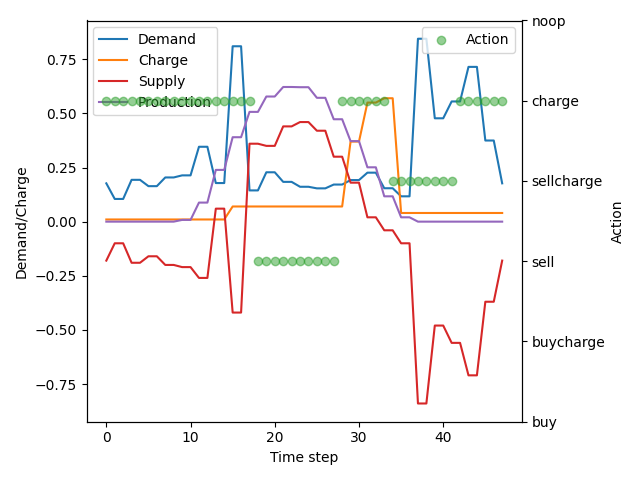 Demand
Charge
Supply
Production
Action
Demand/Charge
0.75
0.50
0.25
0.00
−0.25
−0.50
−0.75
noop
charge
sellcharge
sell
buycharge
buy
Action
0 10 20 30 40
Time step